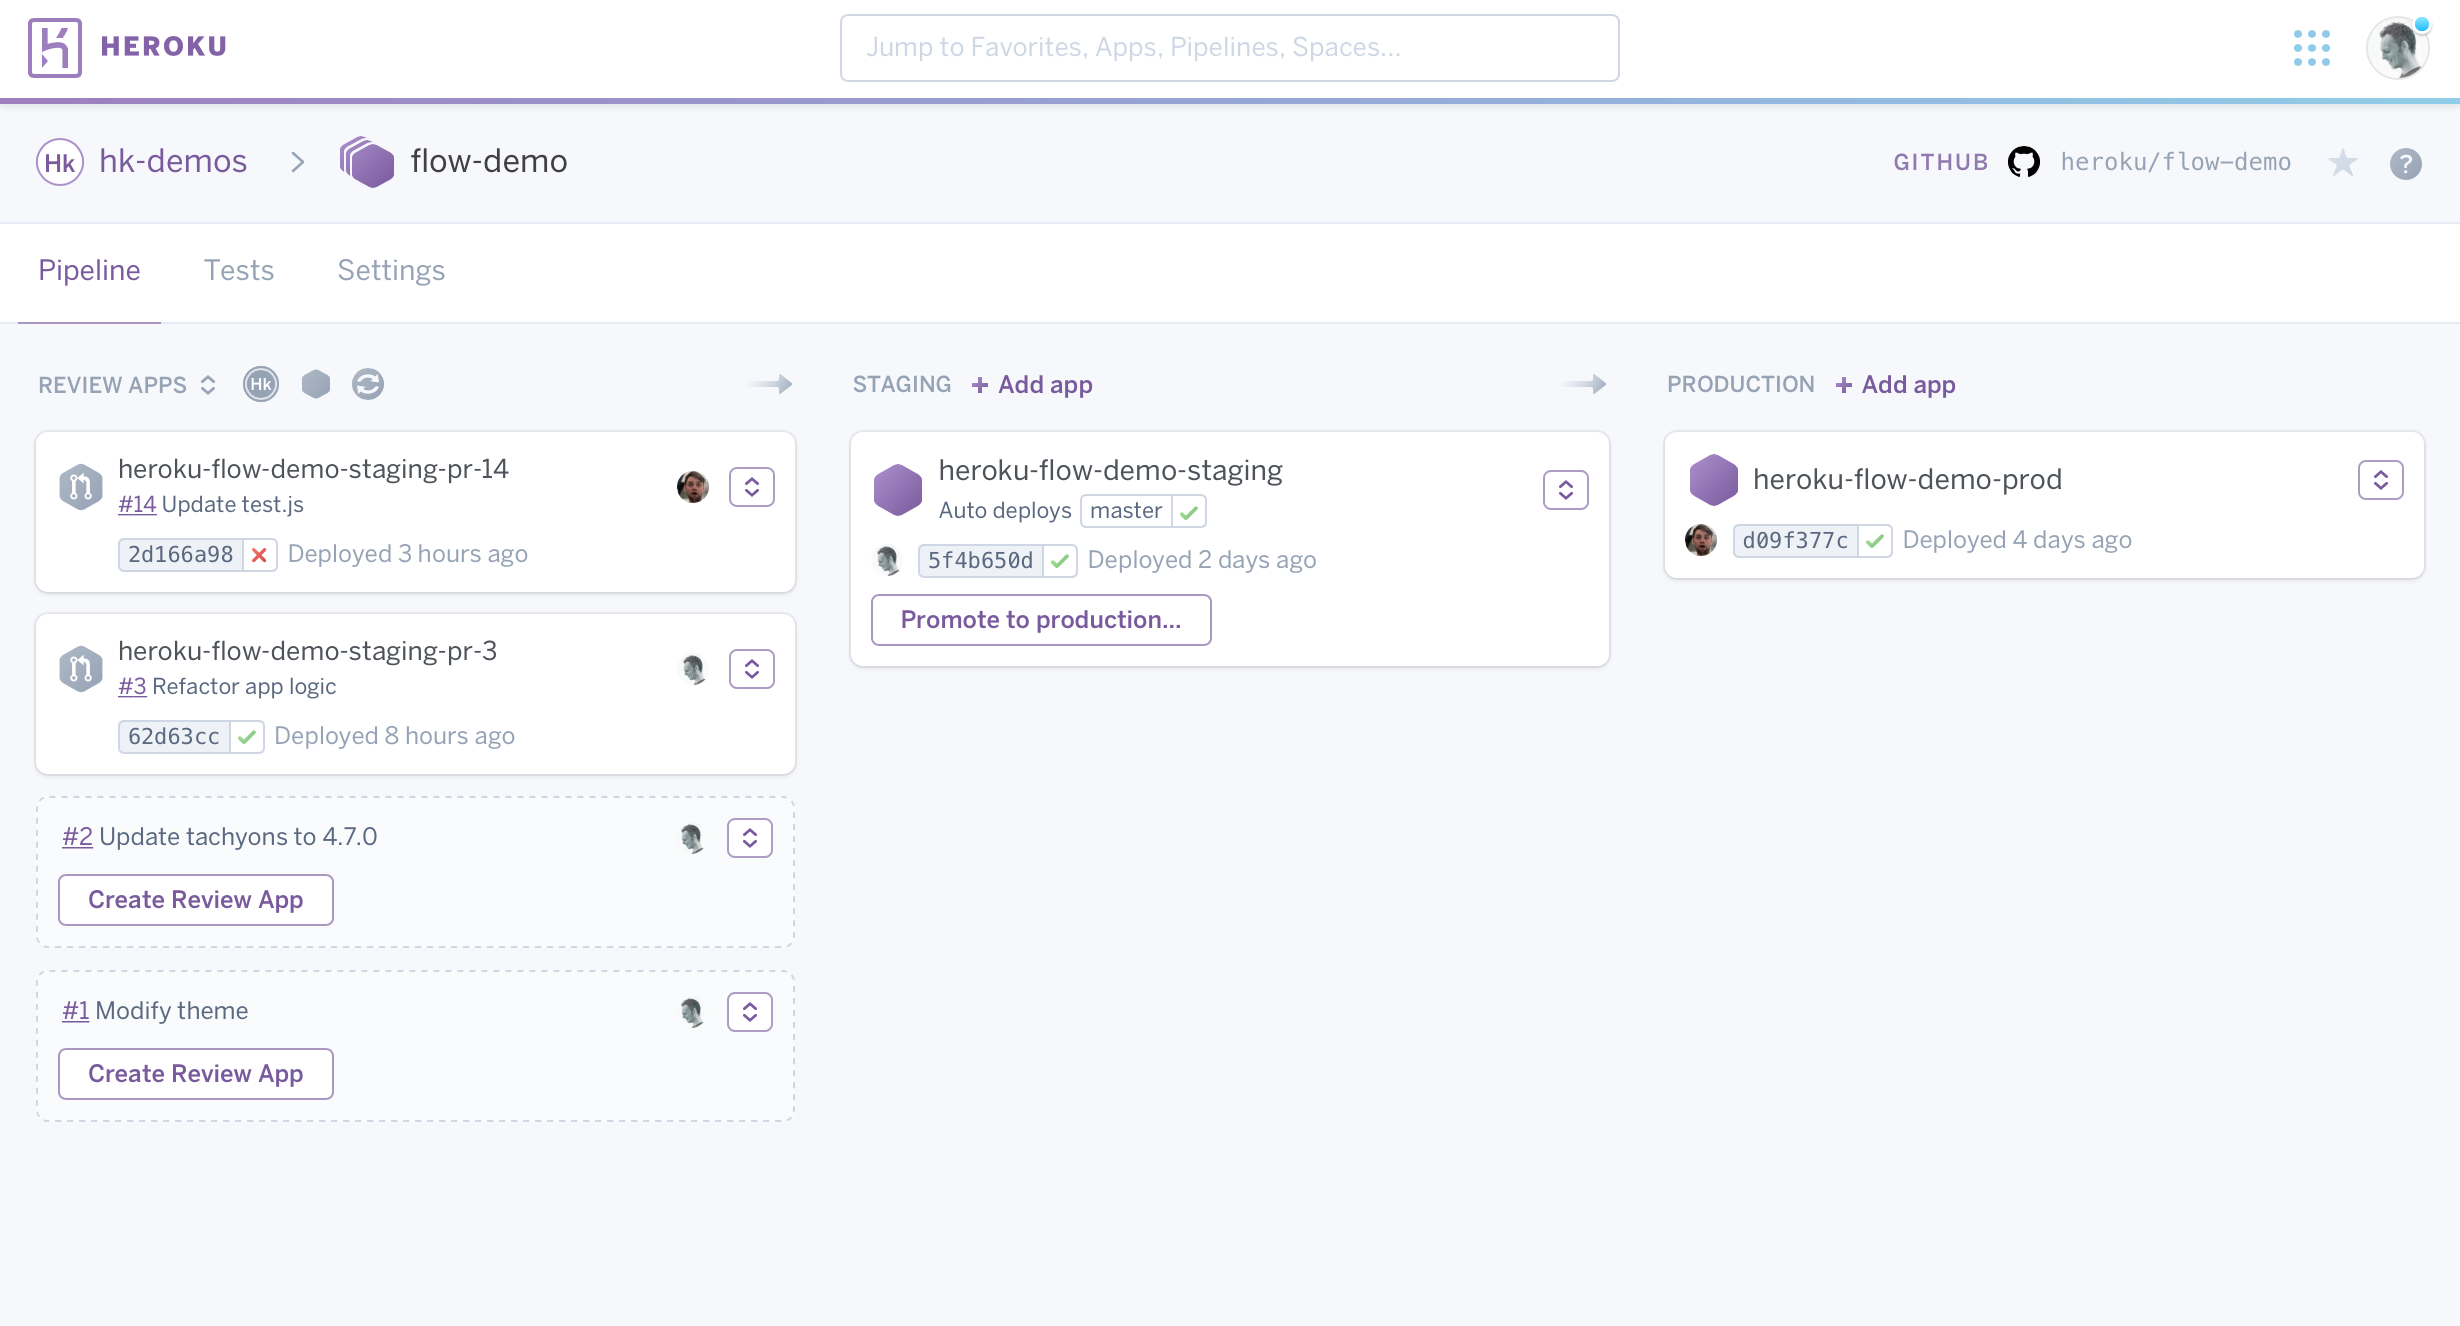 HEROKU
Jump to Favorites, Apps, Pipelines, Spaces...
Hk hk-demos flow-demo
GITHUB heroku/flow-demo ?
Pipeline Tests Settings
REVIEW APPS Hk
heroku-flow-demo-staging-pr-14
#14 Update test.js
2d166a98 Deployed 3 hours ago
heroku-flow-demo-staging-pr-3
#3 Refactor app logic
62d63cc Deployed 8 hours ago
#2 Update tachyons to 4.7.0
Create Review App
#1 Modify theme
Create Review App
STAGING + Add app
heroku-flow-demo-staging
Auto deploys master
5f4b650d Deployed 2 days ago
Promote to production...
PRODUCTION + Add app
heroku-flow-demo-prod
d09f377c Deployed 4 days ago